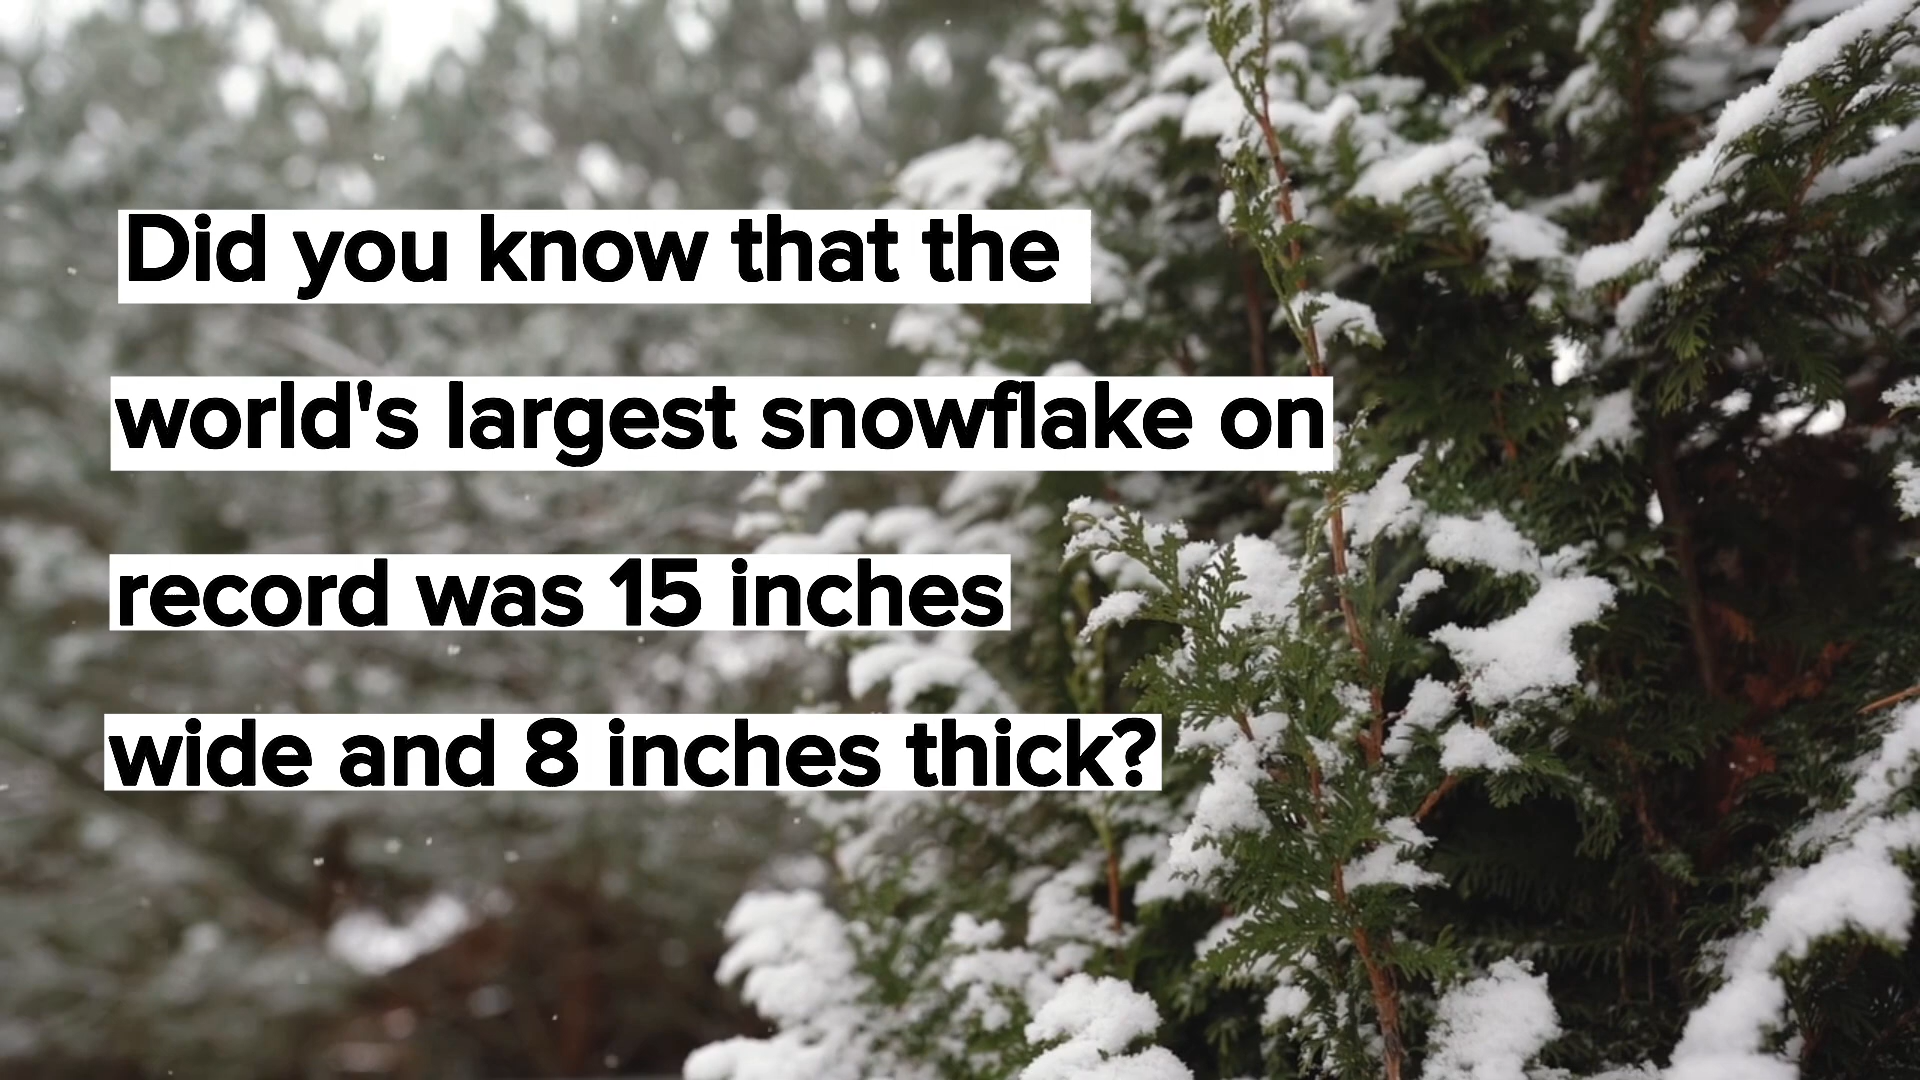 Did you know that the
world's largest snowflake on
record was 15 inches
wide and 8 inches thick?